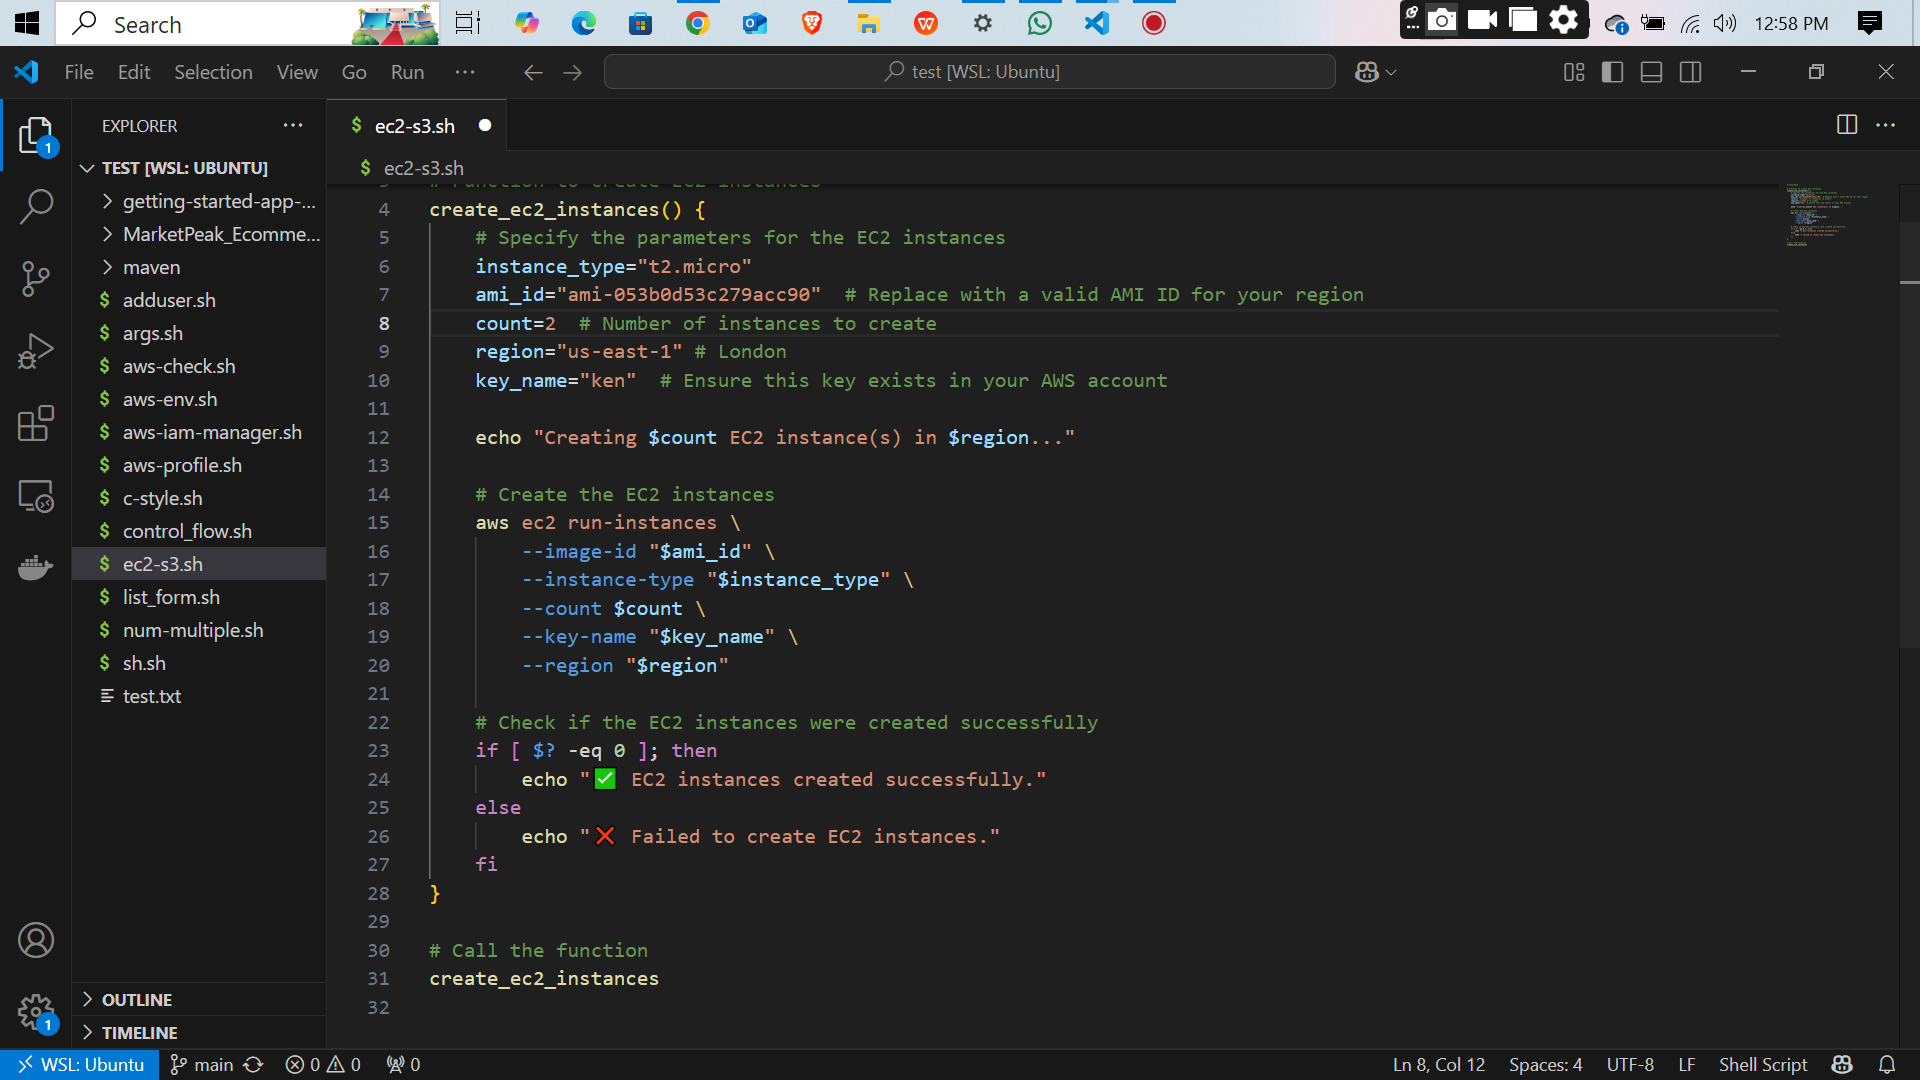 Search
12:58 PM
File Edit Selection View Go Run ···
test [WSL: Ubuntu]
EXPLORER
ec2-s3.sh
TEST [WSL: UBUNTU]
getting-started-app-...
MarketPeak_Ecomme...
maven
adduser.sh
args.sh
aws-check.sh
aws-env.sh
aws-iam-manager.sh
aws-profile.sh
c-style.sh
control_flow.sh
ec2-s3.sh
list_form.sh
num-multiple.sh
sh.sh
test.txt
OUTLINE
TIMELINE
1
1
$ ec2-s3.sh
3 # Function to create EC2 instances
4 create_ec2_instances() {
5 # Specify the parameters for the EC2 instances
6 instance_type="t2.micro"
7 ami_id="ami-053b0d53c279acc90"  # Replace with a valid AMI ID for your region
8 count=2  # Number of instances to create
9 region="us-east-1" # London
10 key_name="ken"  # Ensure this key exists in your AWS account
11
12 echo "Creating $count EC2 instance(s) in $region..."
13
14 # Create the EC2 instances
15 aws ec2 run-instances \
16 --image-id "$ami_id" \
17 --instance-type "$instance_type" \
18 --count $count \
19 --key-name "$key_name" \
20 --region "$region"
21
22 # Check if the EC2 instances were created successfully
23 if [ $? -eq 0 ]; then
24 echo "✅ EC2 instances created successfully."
25 else
26 echo "❌ Failed to create EC2 instances."
27 fi
28 }
29
30 # Call the function
31 create_ec2_instances
32
WSL: Ubuntu main 0 0 0 Ln 8, Col 12 Spaces: 4 UTF-8 LF Shell Script